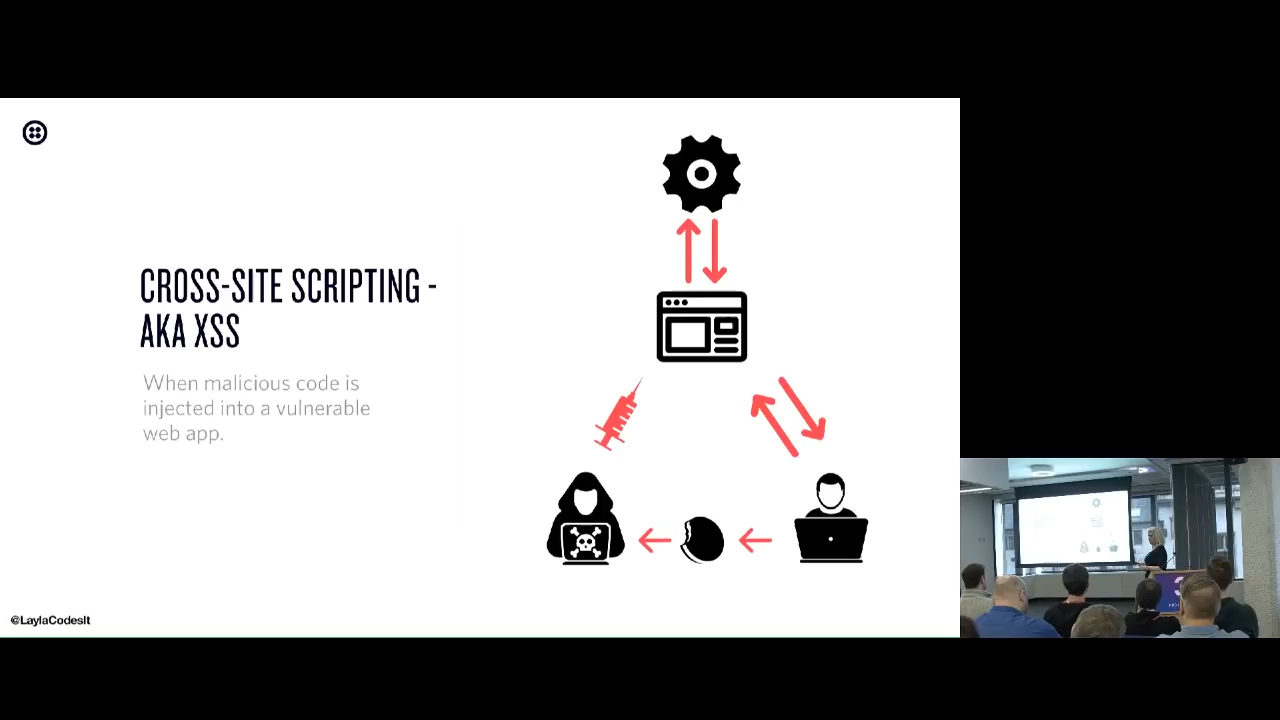 CROSS-SITE SCRIPTING -
AKA XSS
When malicious code is
injected into a vulnerable
web app.
@LaylaCodesIt